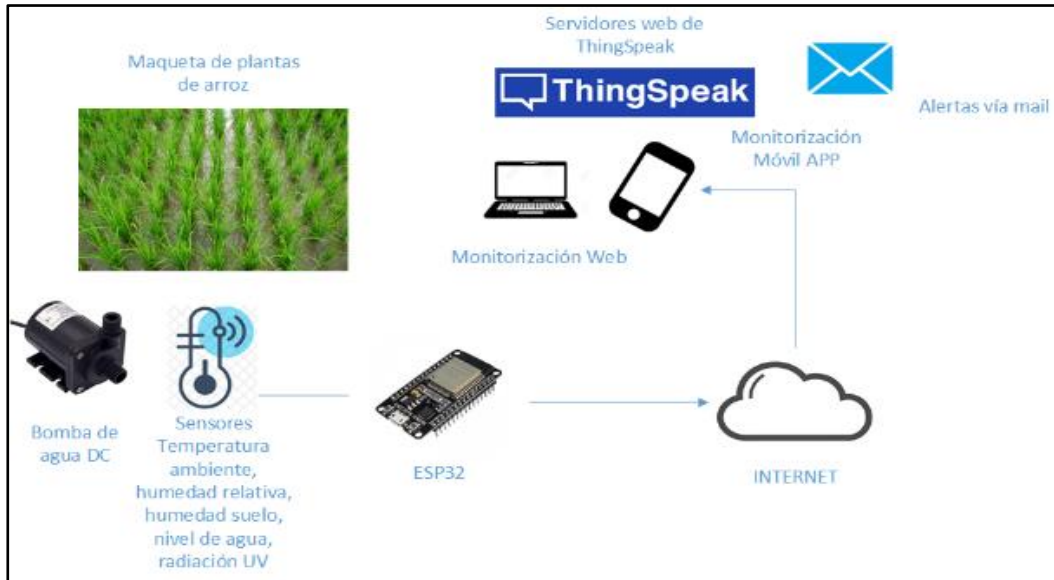 Servidores web de
ThingSpeak
Maqueta de plantas
de arroz
ThingSpeak
Alertas vía mail
Monitorización
Móvil APP
Monitorización Web
Bomba de
agua DC
Sensores
Temperatura
ambiente,
humedad relativa,
humedad suelo,
nivel de agua,
radiación UV
ESP32
INTERNET